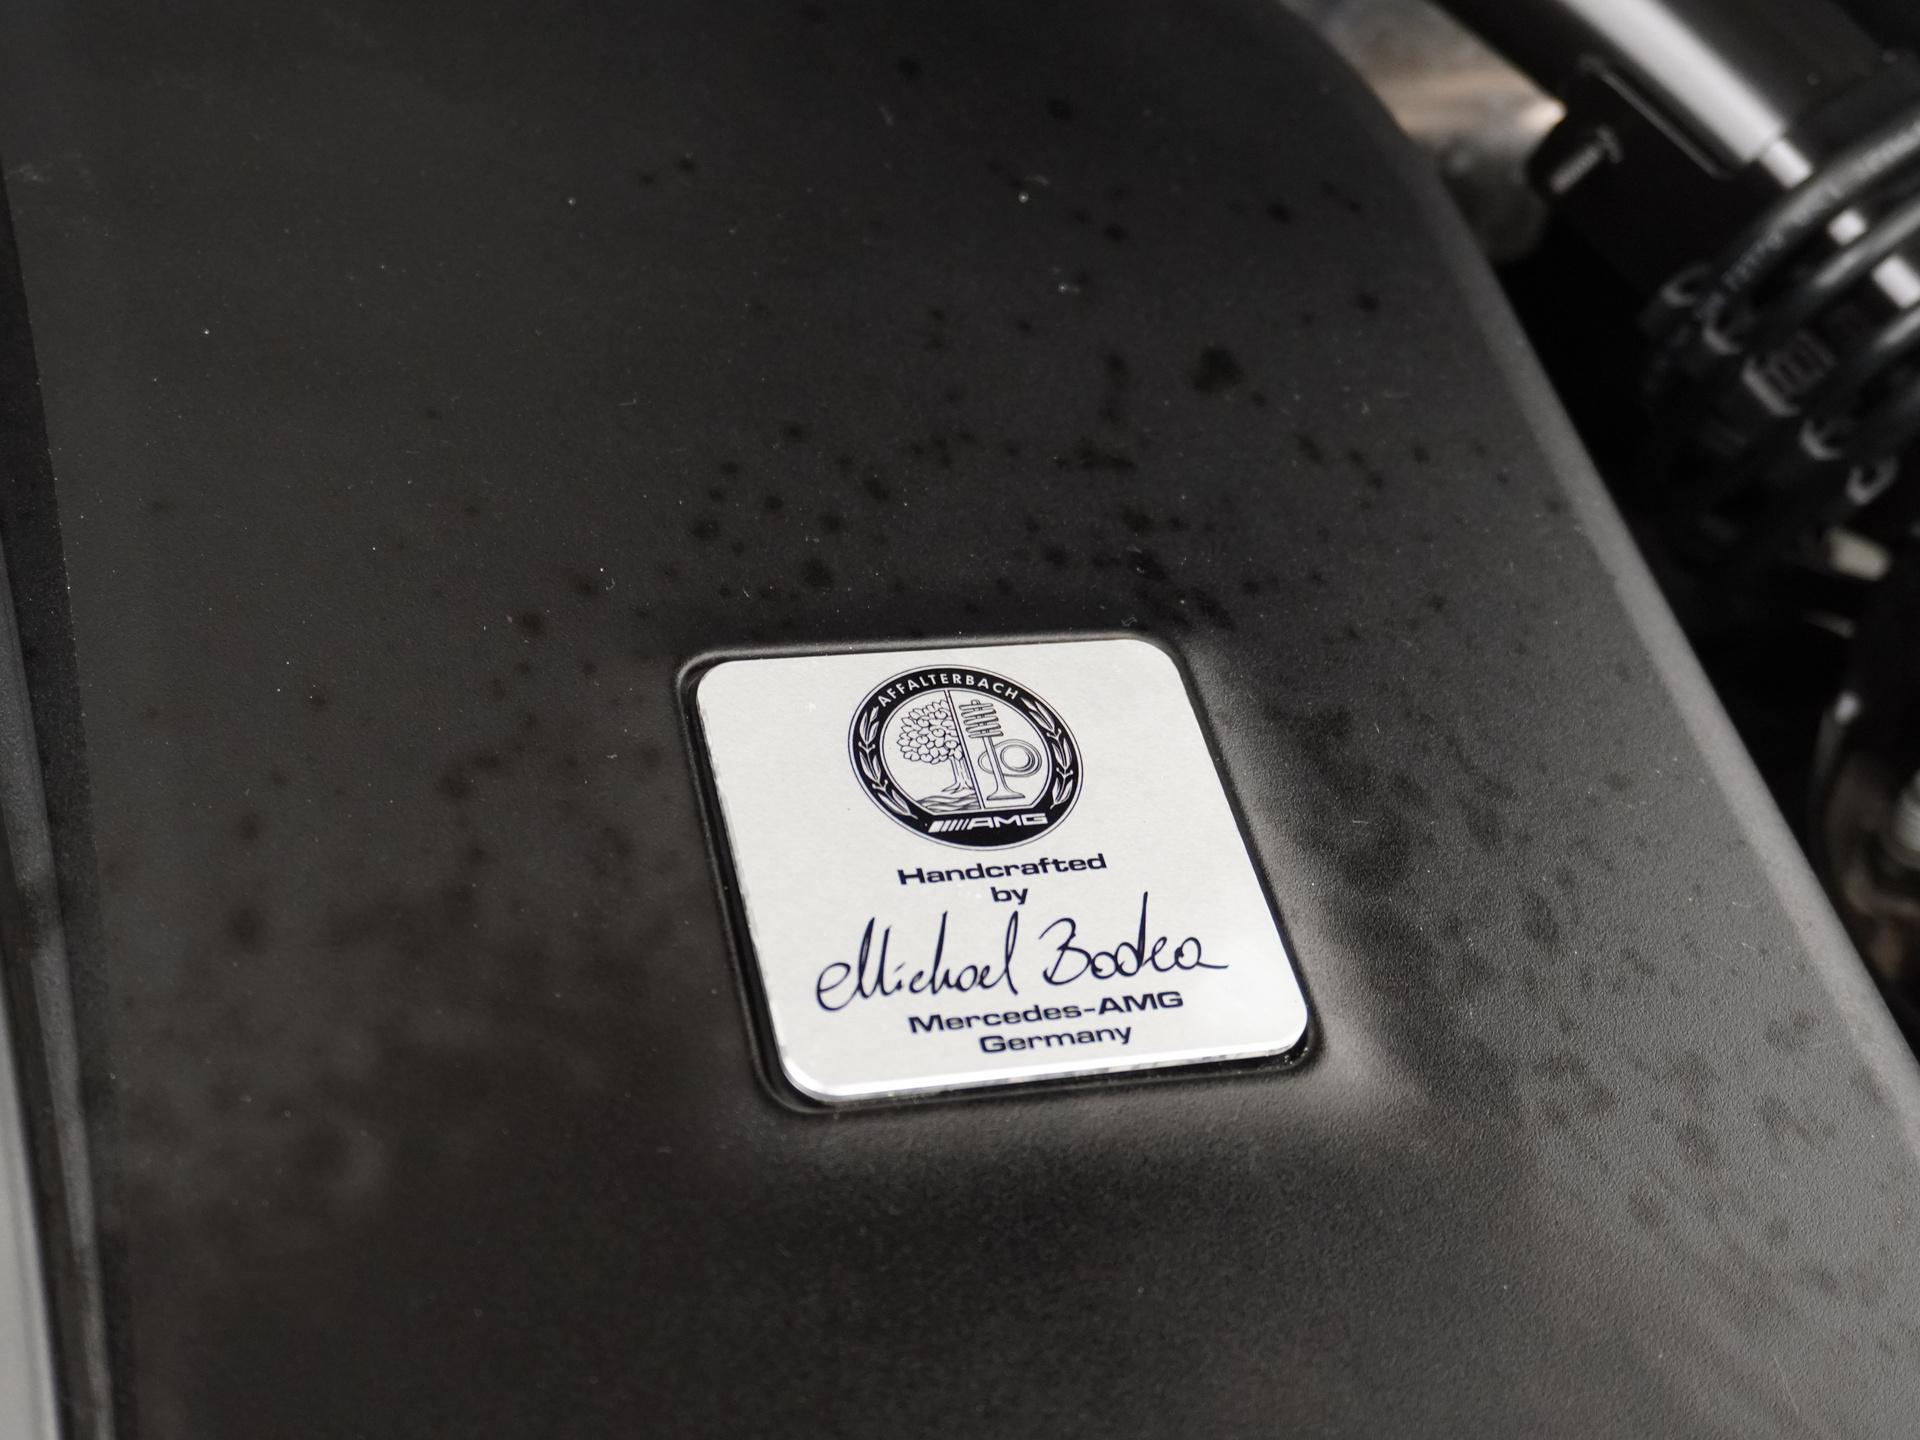 AFFALTERBACH
AMG
Handcrafted
by
Michael Bodea
Mercedes-AMG
Germany